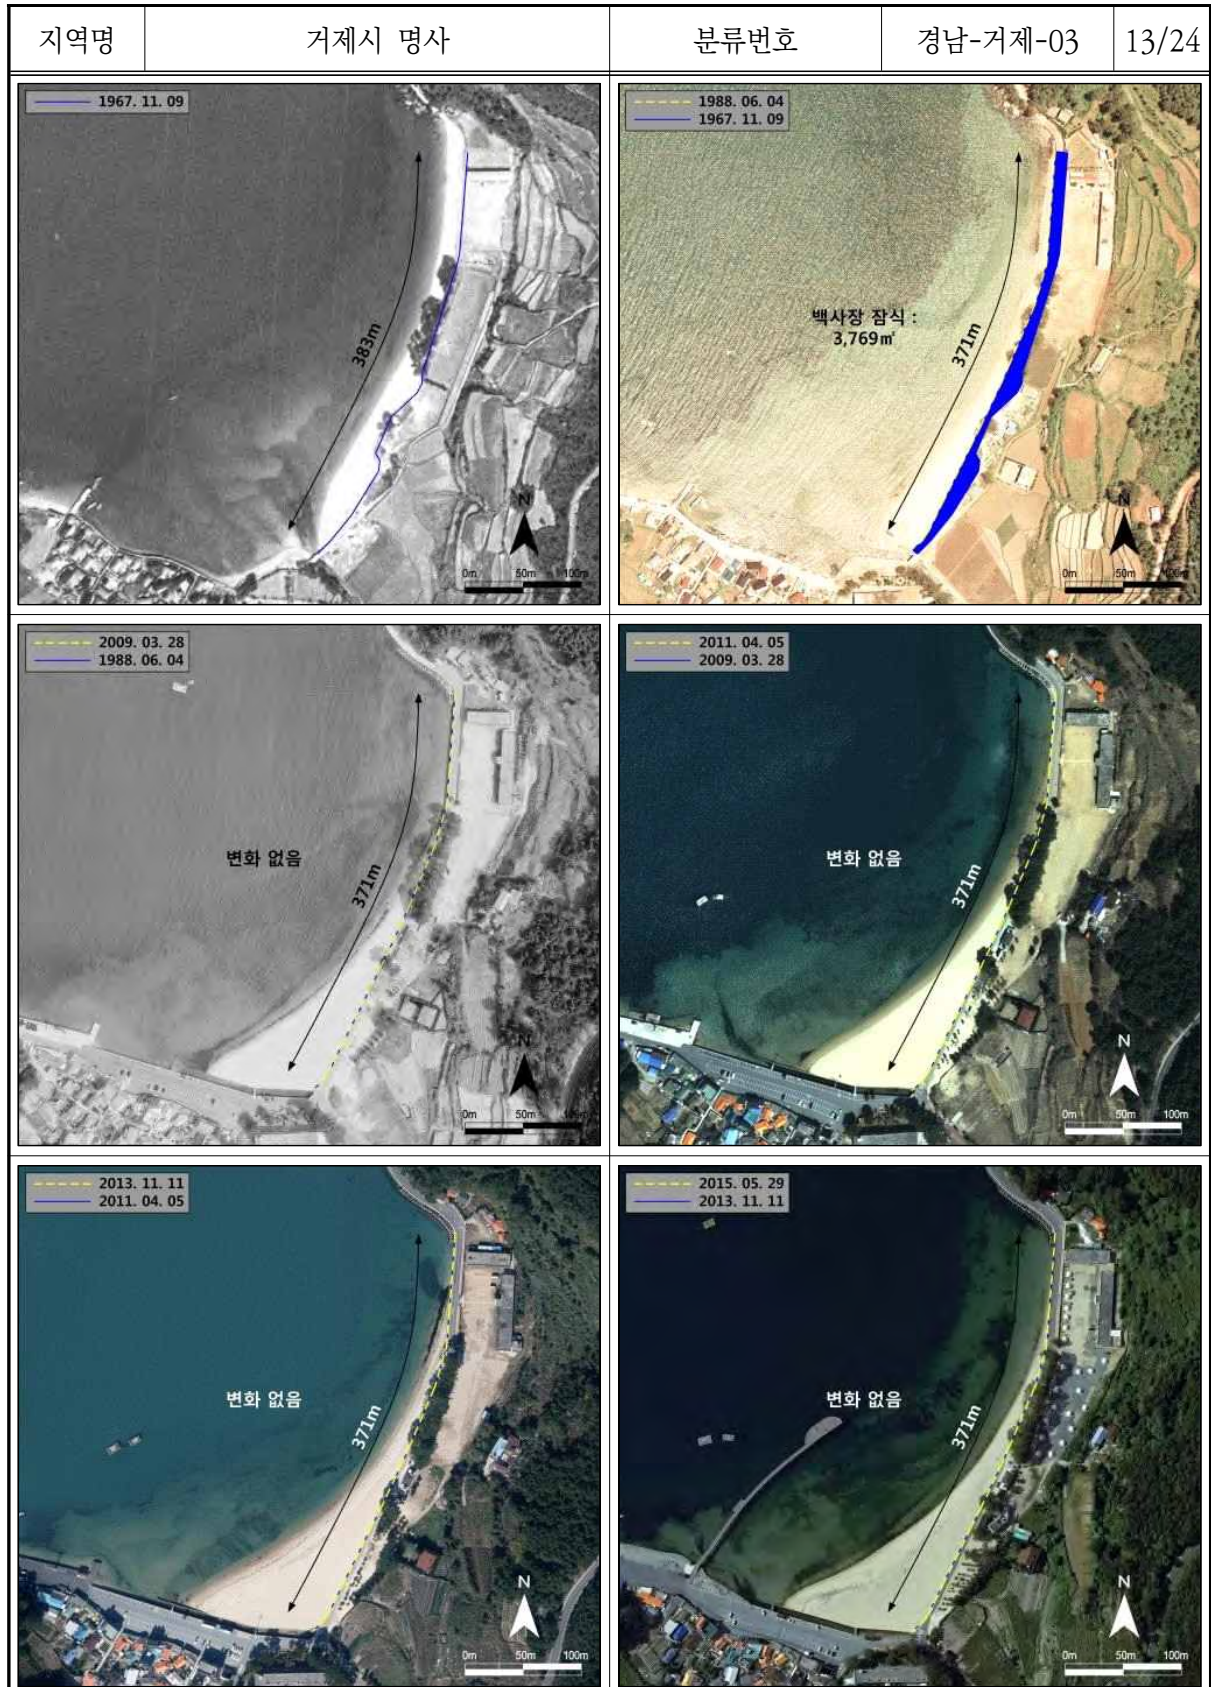 지역명 거제시 명사 분류번호 경남-거제-03 13/24
1967. 11. 09
383m
N
0m 50m 100m
1988. 06. 04
1967. 11. 09
백사장 잠식 :
3,769㎡
371m
N
0m 50m 100m
2009. 03. 28
1988. 06. 04
변화 없음
371m
N
0m 50m 100m
2011. 04. 05
2009. 03. 28
변화 없음
371m
N
0m 50m 100m
2013. 11. 11
2011. 04. 05
변화 없음
371m
N
0m 50m 100m
2015. 05. 29
2013. 11. 11
변화 없음
371m
N
0m 50m 100m